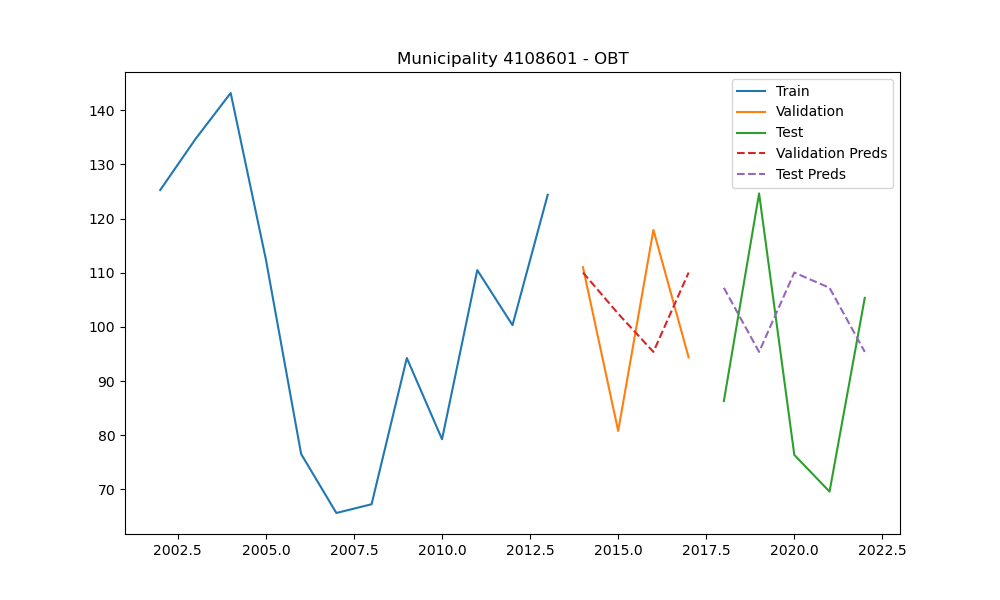 Municipality 4108601 - OBT
Train
Validation
Test
Validation Preds
Test Preds
140
130
120
110
100
90
80
70
2002.5 2005.0 2007.5 2010.0 2012.5 2015.0 2017.5 2020.0 2022.5